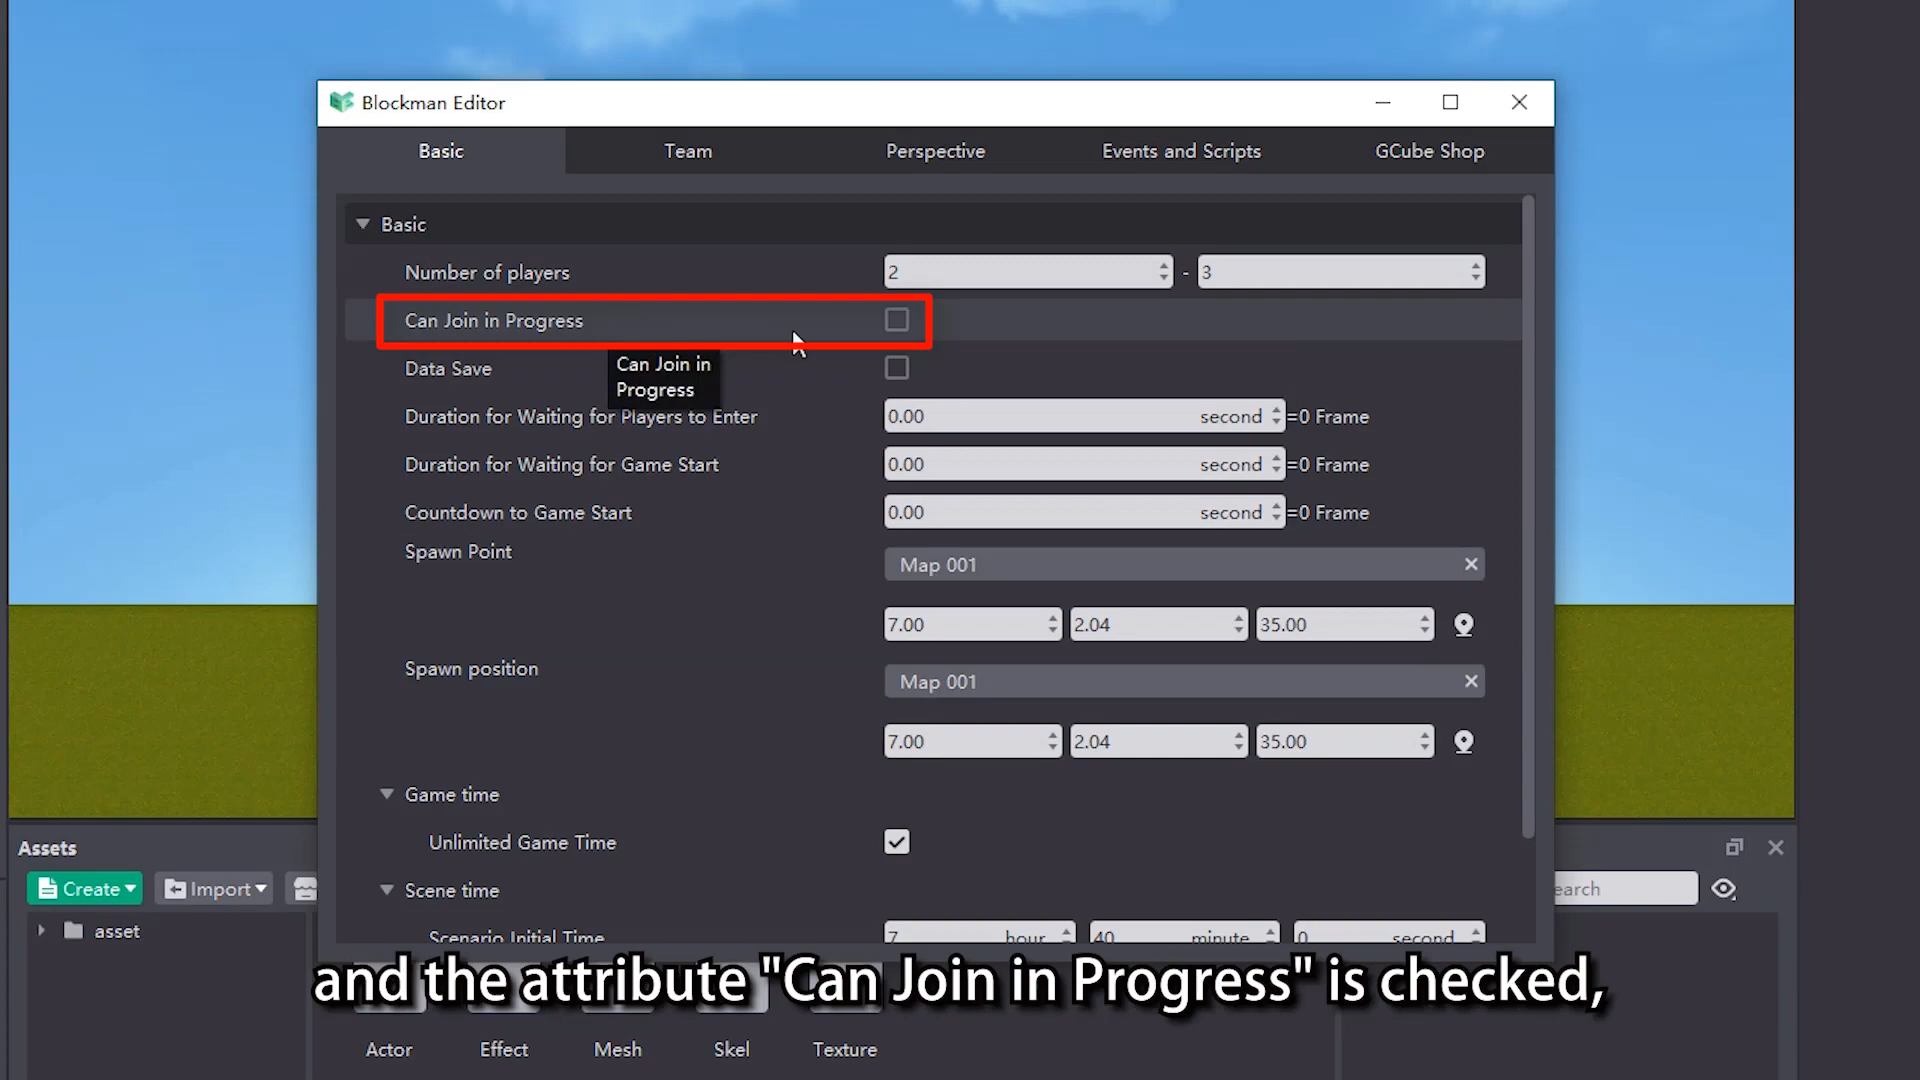 Blockman Editor
Basic
Team
Perspective
Events and Scripts
GCube Shop
Basic
Number of players
2
-
3
Can Join in Progress
Can Join in
Progress
Data Save
Duration for Waiting for Players to Enter
0.00
second
=0 Frame
Duration for Waiting for Game Start
0.00
second
=0 Frame
Countdown to Game Start
0.00
second
=0 Frame
Spawn Point
Map 001
7.00
2.04
35.00
Spawn position
Map 001
7.00
2.04
35.00
Game time
Unlimited Game Time
Scene time
Scenario Initial Time
7
hour
40
minute
0
second
Assets
Create
Import
earch
asset
and the attribute "Can Join in Progress" is checked,
Actor
Effect
Mesh
Skel
Texture